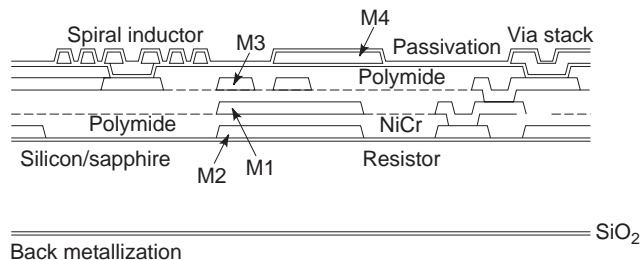 M4
Spiral inductor
Via stack
M3
Passivation
Polymide
Polymide
NiCr
Silicon/sapphire
Resistor
M2
M1
SiO2
Back metallization